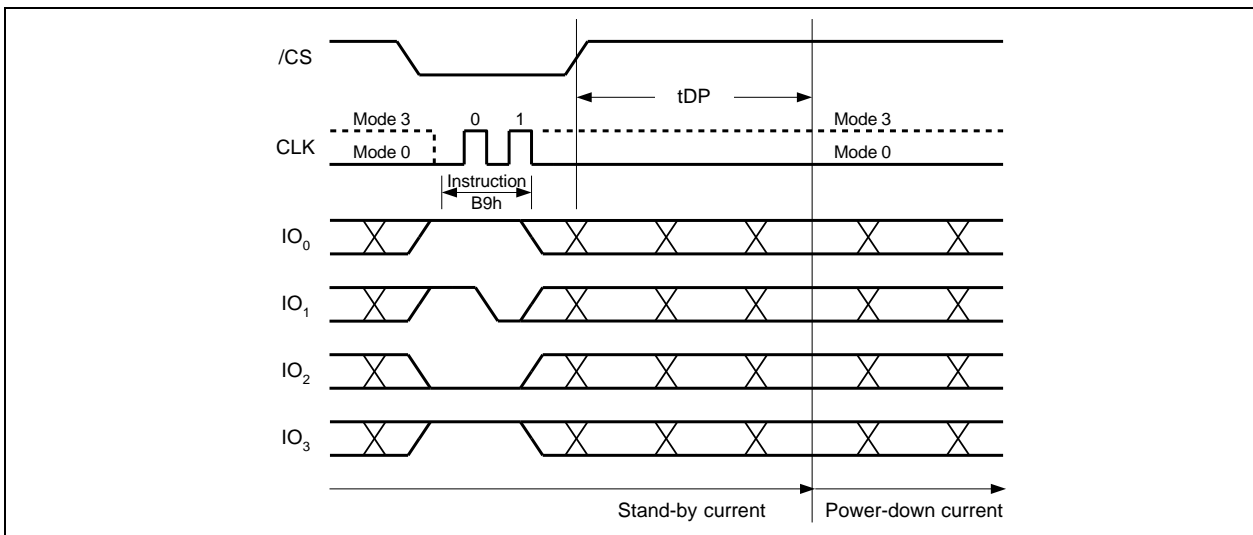 /CS
tDP
Mode 3 0 1 Mode 3
CLK
Mode 0 Mode 0
Instruction
B9h
IO0
IO1
IO2
IO3
Stand-by current Power-down current